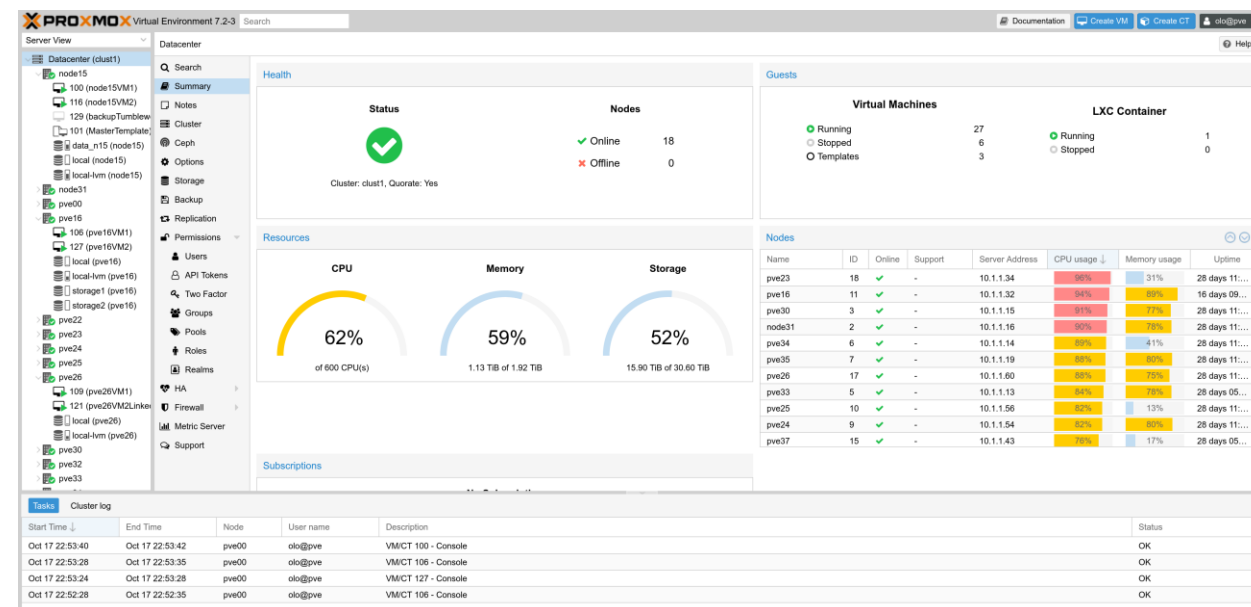 PROXMOX Virtual Environment 7.2-3 Search
Documentation Create VM Create CT olo@pve
Server View
Datacenter (clust1)
node15
100 (node15VM1)
116 (node15VM2)
129 (backupTumblew
101 (MasterTemplate)
data_n15 (node15)
local (node15)
local-lvm (node15)
node31
pve00
pve16
106 (pve16VM1)
127 (pve16VM2)
local (pve16)
local-lvm (pve16)
storage1 (pve16)
storage2 (pve16)
pve22
pve23
pve24
pve25
pve26
109 (pve26VM1)
121 (pve26VM2Linke
local (pve26)
local-lvm (pve26)
pve30
pve32
pve33
Datacenter
Help
Search
Summary
Notes
Cluster
Ceph
Options
Storage
Backup
Replication
Permissions
Users
API Tokens
Two Factor
Groups
Pools
Roles
Realms
HA
Firewall
Metric Server
Support
Health
Status
Cluster: clust1, Quorate: Yes
Nodes
Online 18
Offline 0
Guests
Virtual Machines
Running 27
Stopped 6
Templates 3
LXC Container
Running 1
Stopped 0
Resources
CPU
62%
of 600 CPU(s)
Memory
59%
1.13 TiB of 1.92 TiB
Storage
52%
15.90 TiB of 30.60 TiB
Nodes
Name ID Online Support Server Address CPU usage ↓ Memory usage Uptime
pve23 18 - 10.1.1.34 96% 31% 28 days 11:...
pve16 11 - 10.1.1.32 94% 89% 16 days 09...
pve30 3 - 10.1.1.15 91% 77% 28 days 11:...
node31 2 - 10.1.1.16 90% 78% 28 days 11:...
pve34 6 - 10.1.1.14 89% 41% 28 days 11:...
pve35 7 - 10.1.1.19 88% 80% 28 days 11:...
pve26 17 - 10.1.1.60 88% 75% 28 days 11:...
pve33 5 - 10.1.1.13 84% 78% 28 days 05...
pve25 10 - 10.1.1.56 82% 13% 28 days 11:...
pve24 9 - 10.1.1.54 82% 80% 28 days 11:...
pve37 15 - 10.1.1.43 76% 17% 28 days 05...
Subscriptions
Tasks Cluster log
Start Time ↓ End Time Node User name Description Status
Oct 17 22:53:40 Oct 17 22:53:42 pve00 olo@pve VM/CT 100 - Console OK
Oct 17 22:53:28 Oct 17 22:53:35 pve00 olo@pve VM/CT 106 - Console OK
Oct 17 22:53:24 Oct 17 22:53:28 pve00 olo@pve VM/CT 127 - Console OK
Oct 17 22:52:28 Oct 17 22:52:35 pve00 olo@pve VM/CT 106 - Console OK